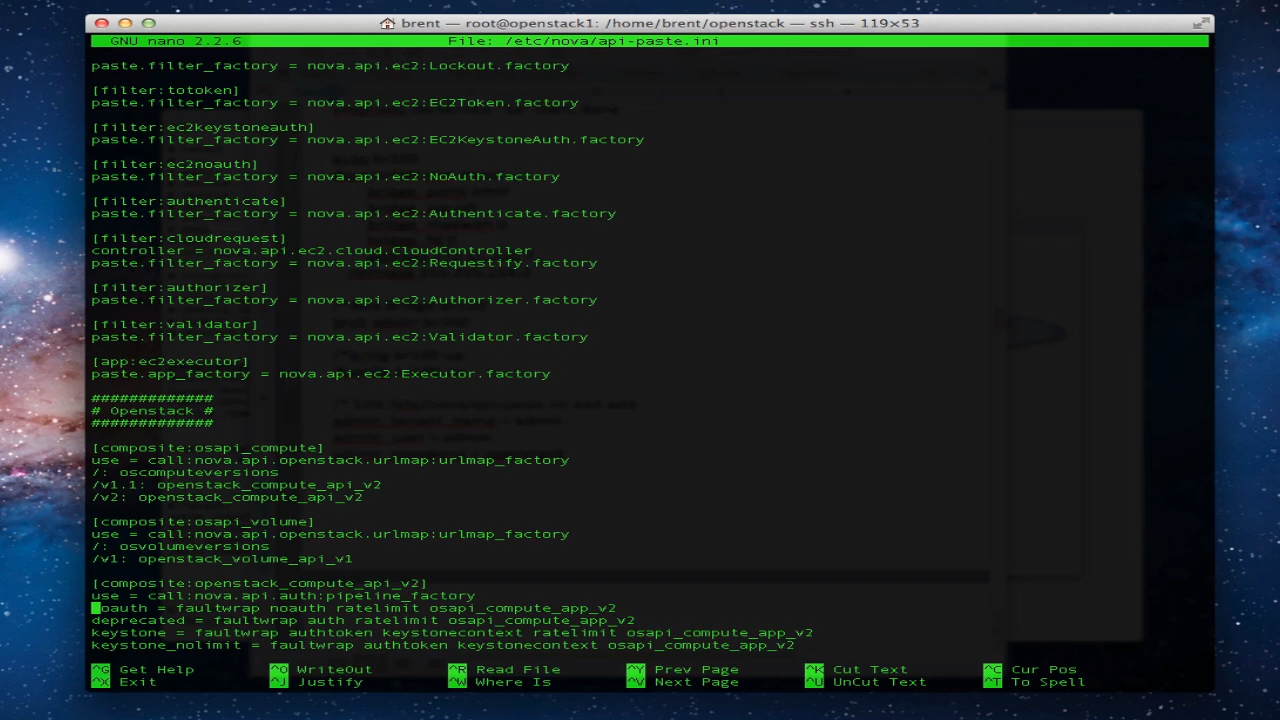 brent — root@openstack1: /home/brent/openstack — ssh — 119×53
GNU nano 2.2.6 File: /etc/nova/api-paste.ini
paste.filter_factory = nova.api.ec2:Lockout.factory
[filter:totoken]
paste.filter_factory = nova.api.ec2:EC2Token.factory
[filter:ec2keystoneauth]
paste.filter_factory = nova.api.ec2:EC2KeystoneAuth.factory
[filter:ec2noauth]
paste.filter_factory = nova.api.ec2:NoAuth.factory
[filter:authenticate]
paste.filter_factory = nova.api.ec2:Authenticate.factory
[filter:cloudrequest]
controller = nova.api.ec2.cloud.CloudController
paste.filter_factory = nova.api.ec2:Requestify.factory
[filter:authorizer]
paste.filter_factory = nova.api.ec2:Authorizer.factory
[filter:validator]
paste.filter_factory = nova.api.ec2:Validator.factory
[app:ec2executor]
paste.app_factory = nova.api.ec2:Executor.factory
#############
# Openstack #
#############
[composite:osapi_compute]
use = call:nova.api.openstack.urlmap:urlmap_factory
/: oscomputeversions
/v1.1: openstack_compute_api_v2
/v2: openstack_compute_api_v2
[composite:osapi_volume]
use = call:nova.api.openstack.urlmap:urlmap_factory
/: osvolumeversions
/v1: openstack_volume_api_v1
[composite:openstack_compute_api_v2]
use = call:nova.api.auth:pipeline_factory
noauth = faultwrap noauth ratelimit osapi_compute_app_v2
deprecated = faultwrap auth ratelimit osapi_compute_app_v2
keystone = faultwrap authtoken keystonecontext ratelimit osapi_compute_app_v2
keystone_nolimit = faultwrap authtoken keystonecontext osapi_compute_app_v2
^G Get Help ^O WriteOut ^R Read File ^Y Prev Page ^K Cut Text ^C Cur Pos
^X Exit ^J Justify ^W Where Is ^V Next Page ^U UnCut Text ^T To Spell